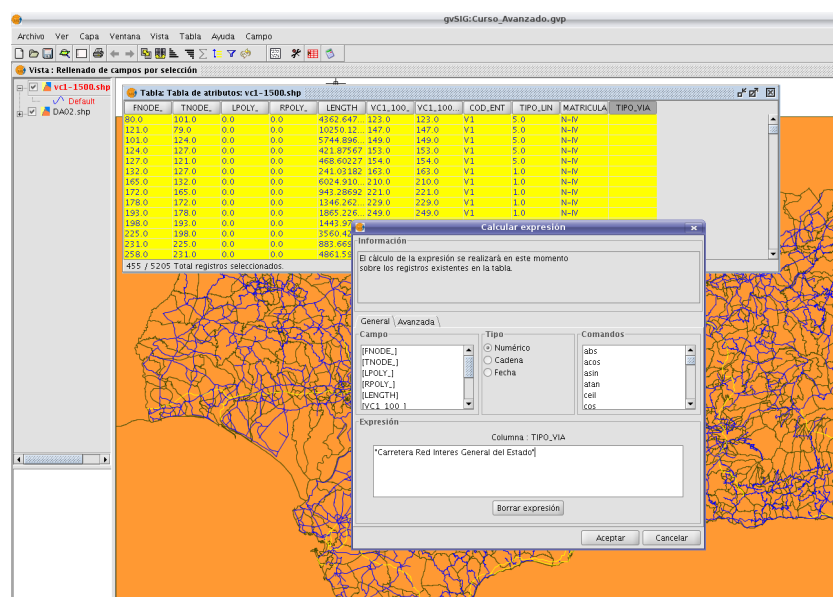 gvSIG:Curso_Avanzado.gvp
Archivo Ver Capa Ventana Vista Tabla Ayuda Campo
Vista : Rellenado de campos por selección
vc1-1500.shp
Default
DA02.shp
Tabla: Tabla de atributos: vc1-1500.shp
FNODE_ TNODE_ LPOLY_ RPOLY_ LENGTH VC1_100_ VC1_100... COD_ENT TIPO_LIN MATRICULA TIPO_VIA
80.0 101.0 0.0 0.0 4362.647... 123.0 123.0 V1 5.0 N-IV
121.0 79.0 0.0 0.0 10250.12... 147.0 147.0 V1 5.0 N-IV
101.0 124.0 0.0 0.0 5744.896... 149.0 149.0 V1 5.0 N-IV
124.0 127.0 0.0 0.0 421.87567 153.0 153.0 V1 5.0 N-IV
127.0 121.0 0.0 0.0 468.60227 154.0 154.0 V1 5.0 N-IV
132.0 127.0 0.0 0.0 241.03182 163.0 163.0 V1 1.0 N-IV
165.0 132.0 0.0 0.0 6024.910... 210.0 210.0 V1 1.0 N-IV
172.0 165.0 0.0 0.0 943.28692 221.0 221.0 V1 1.0 N-IV
178.0 172.0 0.0 0.0 1346.262... 229.0 229.0 V1 1.0 N-IV
193.0 178.0 0.0 0.0 1865.226... 249.0 249.0 V1 1.0 N-IV
198.0 193.0 0.0 0.0 1443.97
225.0 198.0 0.0 0.0 3560.42
231.0 225.0 0.0 0.0 883.669
258.0 231.0 0.0 0.0 4861.59
455 / 5205 Total registros seleccionados.
Calcular expresión
Información
El cálculo de la expresión se realizará en este momento
sobre los registros existentes en la tabla.
General Avanzada
Campo
[FNODE_]
[TNODE_]
[LPOLY_]
[RPOLY_]
[LENGTH]
[VC1_100_]
Tipo
Numérico
Cadena
Fecha
Comandos
abs
acos
asin
atan
ceil
cos
Expresión
Columna : TIPO_VIA
"Carretera Red Interes General del Estado"
Borrar expresión
Aceptar Cancelar